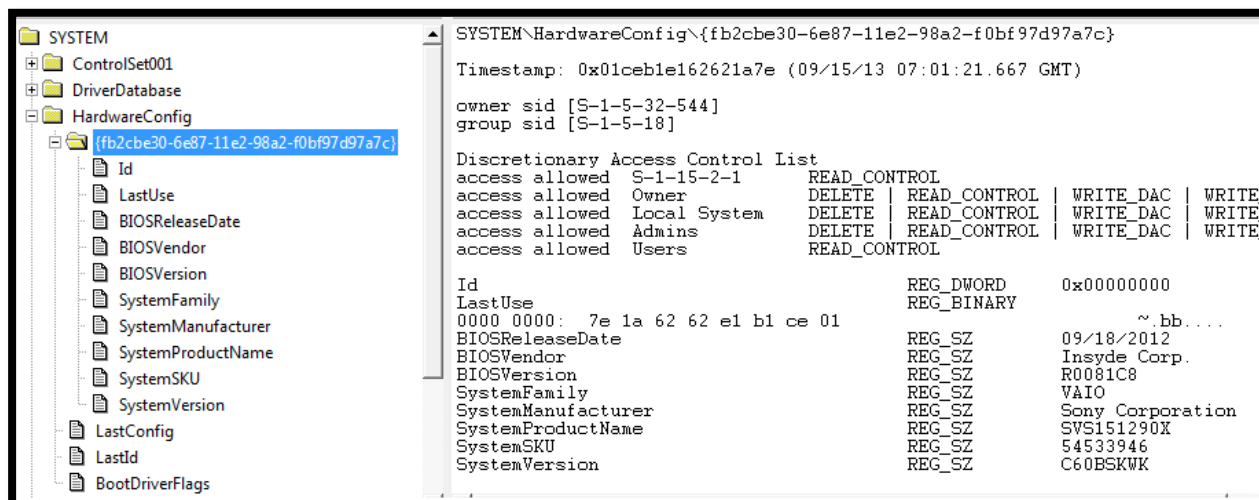 SYSTEM
ControlSet001
DriverDatabase
HardwareConfig
{fb2cbe30-6e87-11e2-98a2-f0bf97d97a7c}
Id
LastUse
BIOSReleaseDate
BIOSVendor
BIOSVersion
SystemFamily
SystemManufacturer
SystemProductName
SystemSKU
SystemVersion
LastConfig
LastId
BootDriverFlags
SYSTEM\HardwareConfig\{fb2cbe30-6e87-11e2-98a2-f0bf97d97a7c}
Timestamp: 0x01ceb1e162621a7e (09/15/13 07:01:21.667 GMT)
owner sid [S-1-5-32-544]
group sid [S-1-5-18]
Discretionary Access Control List
access allowed S-1-15-2-1 READ_CONTROL
access allowed Owner DELETE | READ_CONTROL | WRITE_DAC | WRITE
access allowed Local System DELETE | READ_CONTROL | WRITE_DAC | WRITE
access allowed Admins DELETE | READ_CONTROL | WRITE_DAC | WRITE
access allowed Users READ_CONTROL
Id REG_DWORD 0x00000000
LastUse REG_BINARY
0000 0000: 7e 1a 62 62 e1 b1 ce 01 ~.bb....
BIOSReleaseDate REG_SZ 09/18/2012
BIOSVendor REG_SZ Insyde Corp.
BIOSVersion REG_SZ R0081C8
SystemFamily REG_SZ VAIO
SystemManufacturer REG_SZ Sony Corporation
SystemProductName REG_SZ SVS151290X
SystemSKU REG_SZ 54533946
SystemVersion REG_SZ C60BSKWK